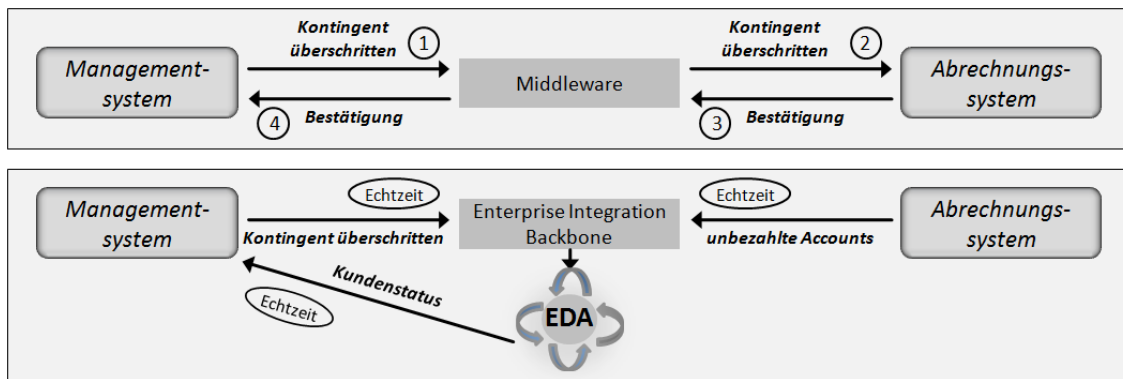 Kontingent
überschritten
1
Kontingent
überschritten
2
Management-
system
Middleware
Abrechnungs-
system
4
Bestätigung
3
Bestätigung
Echtzeit
Echtzeit
Management-
system
Enterprise Integration
Backbone
Abrechnungs-
system
Kontingent überschritten
unbezahlte Accounts
Kundenstatus
Echtzeit
EDA